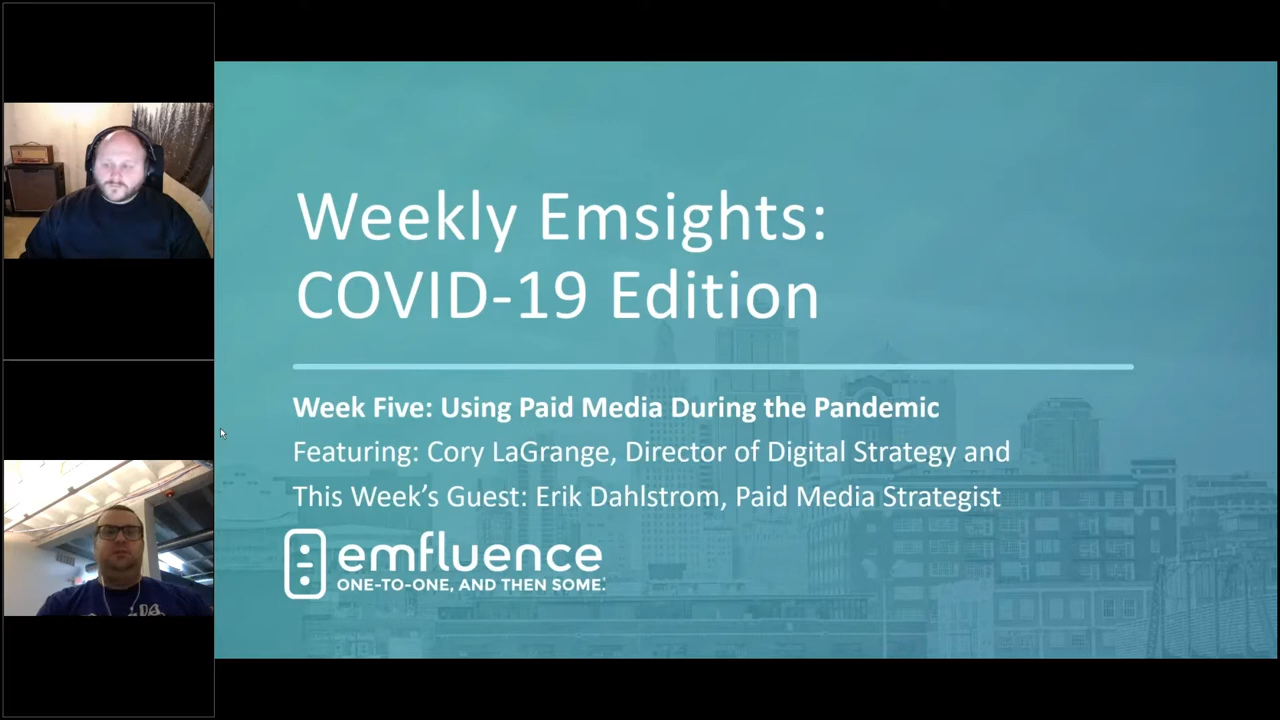 Weekly Emsights:
COVID-19 Edition
Week Five: Using Paid Media During the Pandemic
Featuring: Cory LaGrange, Director of Digital Strategy and
This Week’s Guest: Erik Dahlstrom, Paid Media Strategist
emfluence
ONE-TO-ONE, AND THEN SOME.